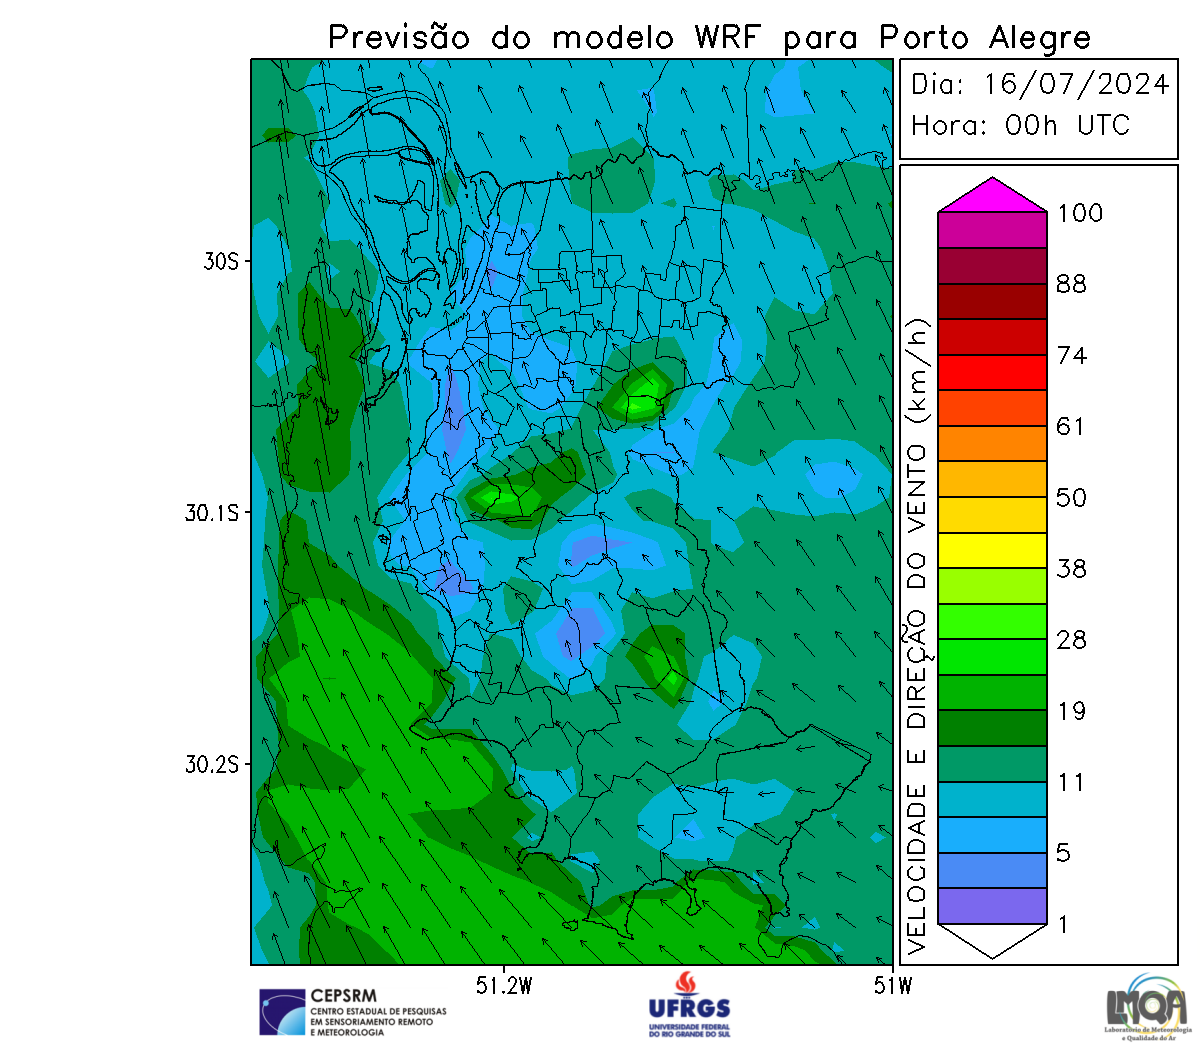 Previsão do modelo WRF para Porto Alegre
Dia: 16/07/2024
Hora: 00h UTC
30S
30.1S
30.2S
51.2W
51W
VELOCIDADE E DIREÇÃO DO VENTO (km/h)
100
88
74
61
50
38
28
19
11
5
1
CEPSRM
CENTRO ESTADUAL DE PESQUISAS
EM SENSORIAMENTO REMOTO
E METEOROLOGIA
UFRGS
UNIVERSIDADE FEDERAL
DO RIO GRANDE DO SUL
LMQA
Laboratório de Meteorologia
e Qualidade do Ar